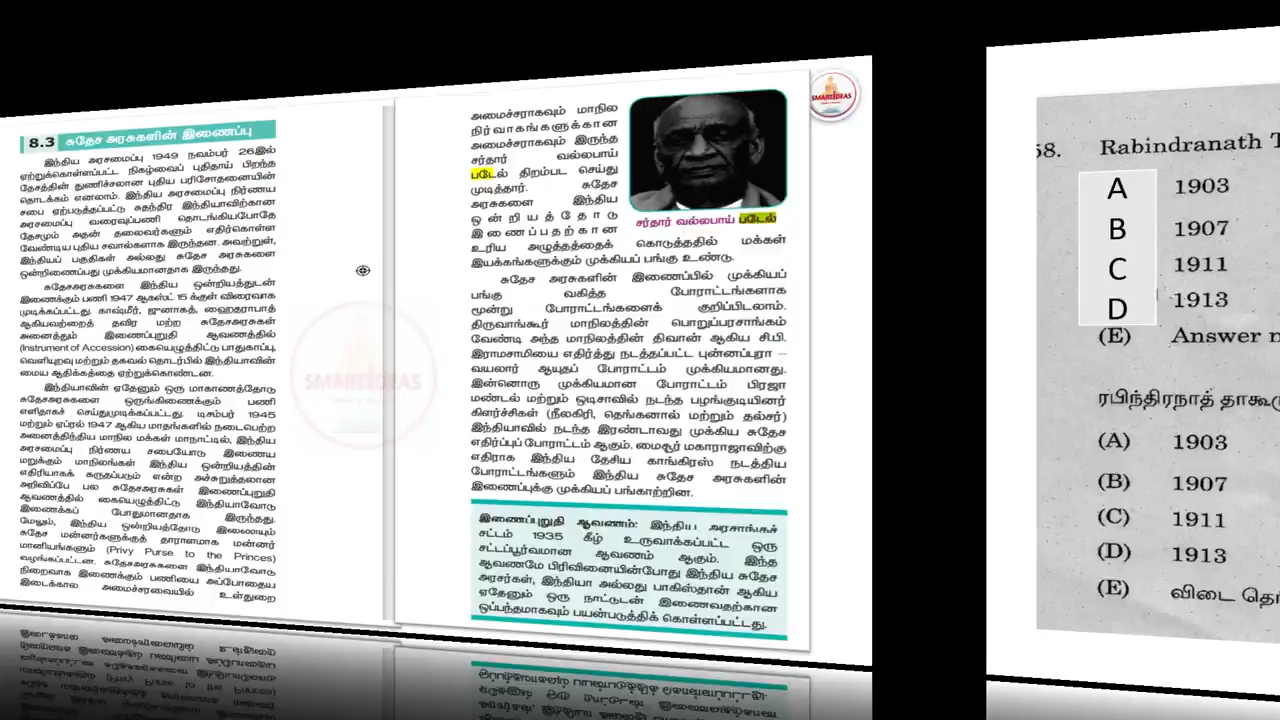 8.3 சுதேச அரசுகளின் இணைப்பு
இந்திய அரசமைப்பு 1949 நவம்பர் 26இல்
ஏற்றுக்கொள்ளப்பட்ட நிகழ்வைப் புதிதாய் பிறந்த
தேசத்தின் துணிச்சலான புதிய பரிசோதனையின்
தொடக்கம் எனலாம். இந்திய அரசமைப்பு நிர்ணய
சபை ஏற்படுத்தப்பட்டு சுதந்திர இந்தியாவிற்கான
அரசமைப்பு வரைவுப்பணி தொடங்கியபோதே
தேசமும் அதன் தலைவர்களும் எதிர்கொள்ள
வேண்டிய புதிய சவால்களாக இருந்தன. அவற்றுள்,
இந்தியப் பகுதிகள் அல்லது சுதேச அரசுகளை
ஒன்றிணைப்பது முக்கியமானதாக இருந்தது.
சுதேசஅரசுகளை இந்திய ஒன்றியத்துடன்
இணைக்கும் பணி 1947 ஆகஸ்ட் 15 க்குள் விரைவாக
முடிக்கப்பட்டது. காஷ்மீர், ஜுனாகத், ஹைதராபாத்
ஆகியவற்றைத் தவிர மற்ற சுதேசஅரசுகள்
அனைத்தும் இணைப்புறுதி ஆவணத்தில்
(Instrument of Accession) கையெழுத்திட்டு பாதுகாப்பு,
வெளியுறவு மற்றும் தகவல் தொடர்பில் இந்தியாவின்
மைய ஆதிக்கத்தை ஏற்றுக்கொண்டன.
இந்தியாவின் ஏதேனும் ஒரு மாகாணத்தோடு
சுதேசஅரசுகளை ஒருங்கிணைக்கும் பணி
எளிதாகச் செய்துமுடிக்கப்பட்டது. டிசம்பர் 1945
மற்றும் ஏப்ரல் 1947 ஆகிய மாதங்களில் நடைபெற்ற
அனைத்திந்திய மாநில மக்கள் மாநாட்டில், இந்திய
அரசமைப்பு நிர்ணய சபையோடு இணைய
மறுக்கும் மாநிலங்கள் இந்திய ஒன்றியத்தின்
எதிரியாகக் கருதப்படும் என்ற அச்சுறுத்தலான
அறிவிப்பே பல சுதேசஅரசுகள் இணைப்புறுதி
ஆவணத்தில் கையெழுத்திட்டு இந்தியாவோடு
இணைக்கப் போதுமானதாக இருந்தது.
மேலும், இந்திய ஒன்றியத்தோடு இணையும்
சுதேச மன்னர்களுக்குத் தாராளமாக மன்னர்
மானியங்களும் (Privy Purse to the Princes)
வழங்கப்பட்டன. சுதேசஅரசுகளை இந்தியாவோடு
நிறைவாக இணைக்கும் பணியை அப்போதைய
இடைக்கால அமைச்சரவையில் உள்துறை
அமைச்சராகவும் மாநில
நிர்வாகங்களுக்கான
அமைச்சராகவும் இருந்த
சர்தார் வல்லபாய்
படேல் திறம்பட செய்து
முடித்தார். சுதேச
அரசுகளை இந்திய
ஒன்றியத்தோடு
இணைப்பதற்கான
உரிய அழுத்தத்தைக் கொடுத்ததில் மக்கள்
இயக்கங்களுக்கும் முக்கியப் பங்கு உண்டு.
சர்தார் வல்லபாய் படேல்
சுதேச அரசுகளின் இணைப்பில் முக்கியப்
பங்கு வகித்த போராட்டங்களாக
மூன்று போராட்டங்களைக் குறிப்பிடலாம்.
திருவாங்கூர் மாநிலத்தின் பொறுப்பரசாங்கம்
வேண்டி அந்த மாநிலத்தின் திவான் ஆகிய சி.பி.
இராமசாமியை எதிர்த்து நடத்தப்பட்ட புன்னப்புரா –
வயலார் ஆயுதப் போராட்டம் முக்கியமானது.
இன்னொரு முக்கியமான போராட்டம் பிரஜா
மண்டல் மற்றும் ஒடிசாவில் நடந்த பழங்குடியினர்
கிளர்ச்சிகள் (நீலகிரி, தெங்கனால் மற்றும் தல்சர்)
இந்தியாவில் நடந்த இரண்டாவது முக்கிய சுதேச
எதிர்ப்புப் போராட்டம் ஆகும். மைசூர் மகாராஜாவிற்கு
எதிராக இந்திய தேசிய காங்கிரஸ் நடத்திய
போராட்டங்களும் இந்திய சுதேச அரசுகளின்
இணைப்புக்கு முக்கியப் பங்காற்றின.
இணைப்புறுதி ஆவணம்: இந்திய அரசாங்கச்
சட்டம் 1935 கீழ் உருவாக்கப்பட்ட ஒரு
சட்டப்பூர்வமான ஆவணம் ஆகும். இந்த
ஆவணமே பிரிவினையின்போது இந்திய சுதேச
அரசர்கள், இந்தியா அல்லது பாகிஸ்தான் ஆகிய
ஏதேனும் ஒரு நாட்டுடன் இணைவதற்கான
ஒப்பந்தமாகவும் பயன்படுத்திக் கொள்ளப்பட்டது.
SMART IDEAS
SMART IDEAS
58. Rabindranath T
A 1903
B 1907
C 1911
D 1913
(E) Answer n
ரபிந்திரநாத் தாகூ
(A) 1903
(B) 1907
(C) 1911
(D) 1913
(E) விடை தெ